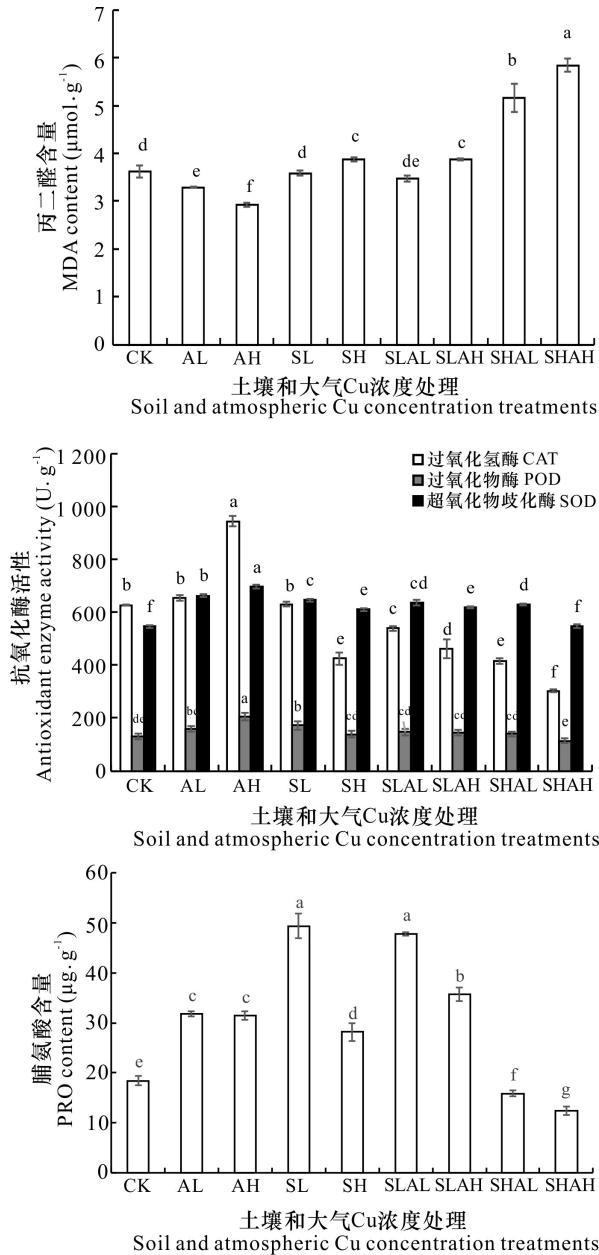 丙二醛含量
MDA content (μmol·g⁻¹)
7
6
5
4
3
2
1
0
d
e
f
d
c
de
c
b
a
CK AL AH SL SH SLAL SLAH SHAL SHAH
土壤和大气Cu浓度处理
Soil and atmospheric Cu concentration treatments
抗氧化酶活性
Antioxidant enzyme activity (U·g⁻¹)
1 200
1 000
800
600
400
200
0
过氧化氢酶 CAT
过氧化物酶 POD
超氧化物歧化酶 SOD
b de f
b bc b
a a a
b b c
e cd e
c cd cd
d cd e
e cd d
f e f
CK AL AH SL SH SLAL SLAH SHAL SHAH
土壤和大气Cu浓度处理
Soil and atmospheric Cu concentration treatments
脯氨酸含量
PRO content (μg·g⁻¹)
60
50
40
30
20
10
0
e
c
c
a
d
a
b
f
g
CK AL AH SL SH SLAL SLAH SHAL SHAH
土壤和大气Cu浓度处理
Soil and atmospheric Cu concentration treatments